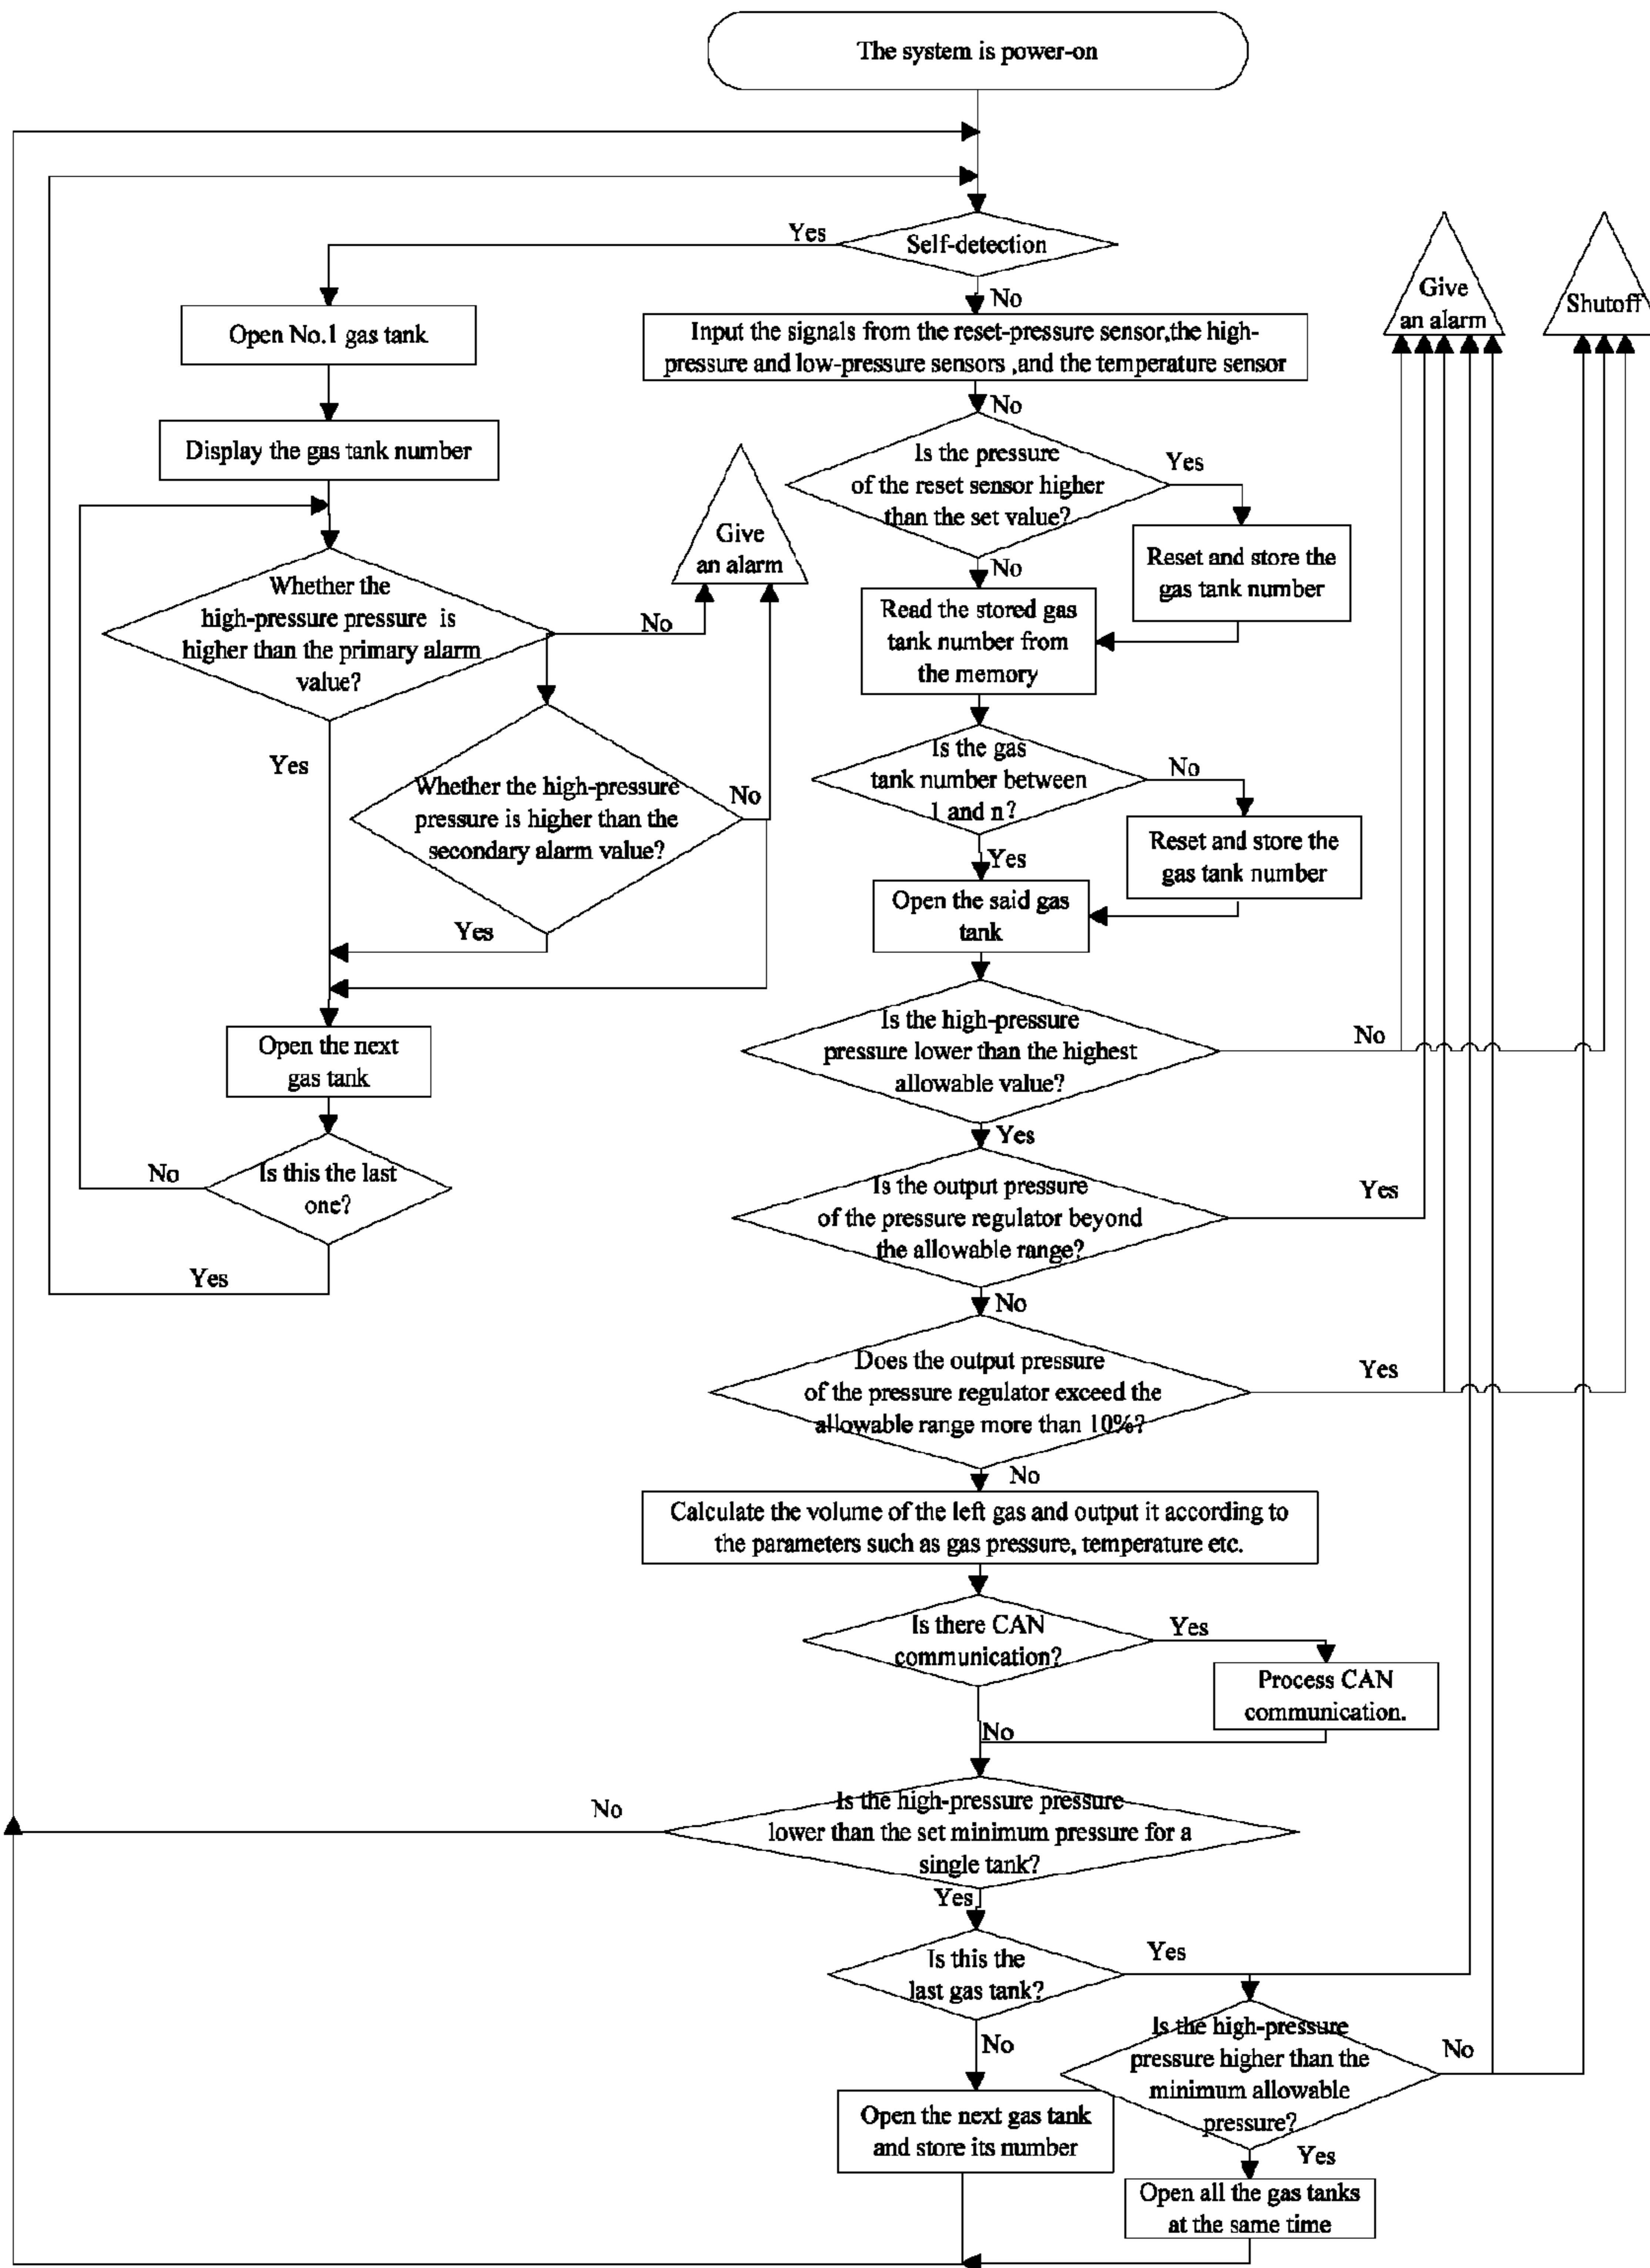 The system is power-on
Self-detection
Yes
No
Open No.1 gas tank
Display the gas tank number
Whether the
high-pressure pressure is
higher than the primary alarm
value?
No
Yes
Give
an alarm
Whether the high-pressure
pressure is higher than the
secondary alarm value?
No
Yes
Open the next
gas tank
Is this the last
one?
No
Yes
Input the signals from the reset-pressure sensor,the high-
pressure and low-pressure sensors ,and the temperature sensor
No
Is the pressure
of the reset sensor higher
than the set value?
Yes
Reset and store the
gas tank number
No
Read the stored gas
tank number from
the memory
Is the gas
tank number between
1 and n?
No
Reset and store the
gas tank number
Yes
Open the said gas
tank
Is the high-pressure
pressure lower than the highest
allowable value?
No
Yes
Is the output pressure
of the pressure regulator beyond
the allowable range?
Yes
No
Does the output pressure
of the pressure regulator exceed the
allowable range more than 10%?
Yes
No
Calculate the volume of the left gas and output it according to
the parameters such as gas pressure, temperature etc.
Is there CAN
communication?
Yes
Process CAN
communication.
No
Is the high-pressure pressure
lower than the set minimum pressure for a
single tank?
No
Yes
Is this the
last gas tank?
Yes
No
Is the high-pressure
pressure higher than the
minimum allowable
pressure?
No
Yes
Open the next gas tank
and store its number
Open all the gas tanks
at the same time
Give
an alarm
Shutoff